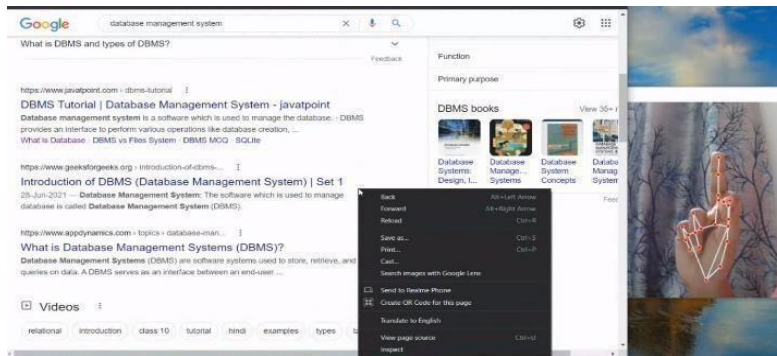 Google
database management system
What is DBMS and types of DBMS?
Feedback
https://www.javatpoint.com › dbms-tutorial
DBMS Tutorial | Database Management System - javatpoint
Database management system is a software which is used to manage the database. · DBMS
provides an interface to perform various operations like database creation, ...
What is Database · DBMS vs Files System · DBMS MCQ · SQLite
https://www.geeksforgeeks.org › introduction-of-dbms-...
Introduction of DBMS (Database Management System) | Set 1
28-Jun-2021 — Database Management System: The software which is used to manage
database is called Database Management System (DBMS).
https://www.appdynamics.com › topics › database-man...
What is Database Management Systems (DBMS)?
Database Management Systems (DBMS) are software systems used to store, retrieve, and
queries on data. A DBMS serves as an interface between an end-user ...
Videos
relational introduction class 10 tutorial hindi examples types
Function
Primary purpose
DBMS books
View 35+
Database Systems: Design, I...
Database Manage... Systems
Database System Concepts
Databa Manag System
Feed
Back Alt+Left Arrow
Forward Alt+Right Arrow
Reload Ctrl+R
Save as... Ctrl+S
Print... Ctrl+P
Cast...
Search images with Google Lens
Send to Realme Phone
Create QR Code for this page
Translate to English
View page source Ctrl+U
Inspect